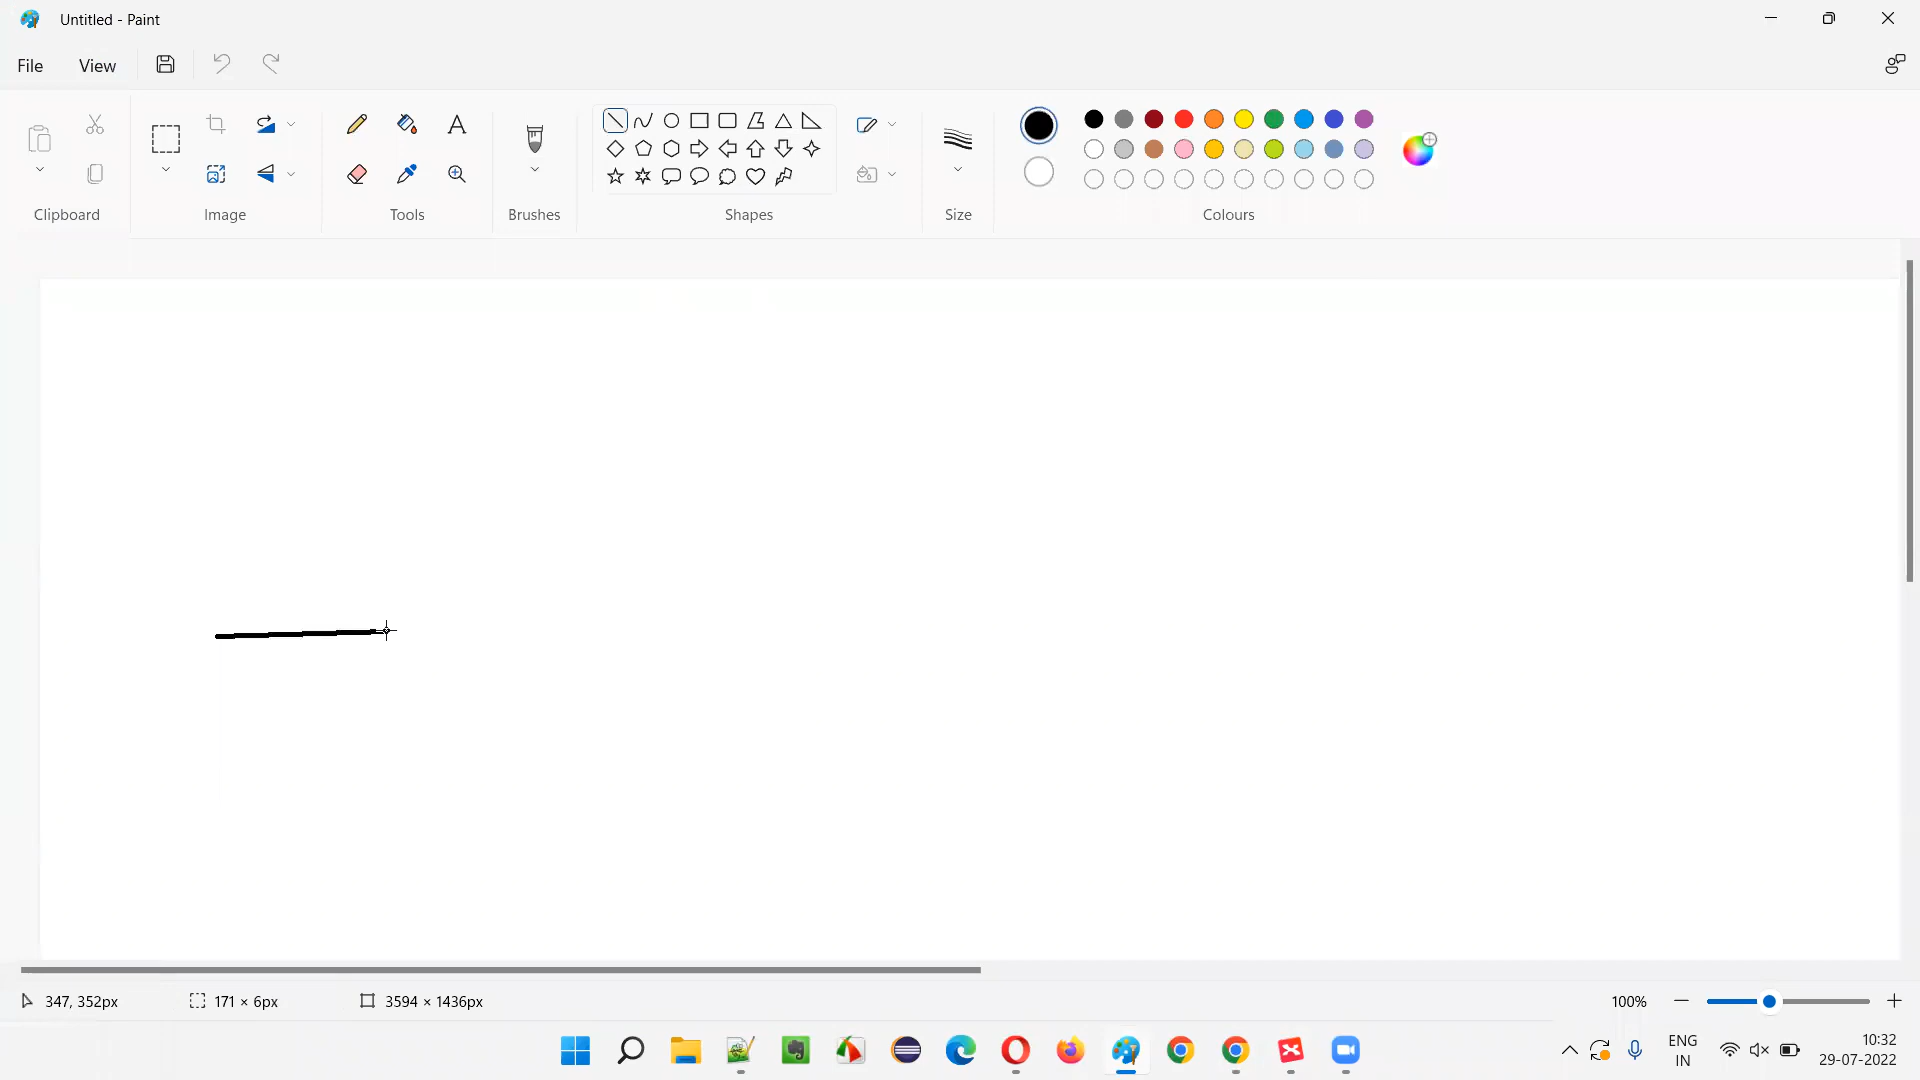 Untitled - Paint
File View
Clipboard
Image
Tools
Brushes
Shapes
Size
Colours
347, 352px
171 × 6px
3594 × 1436px
100%
ENG
IN
10:32
29-07-2022